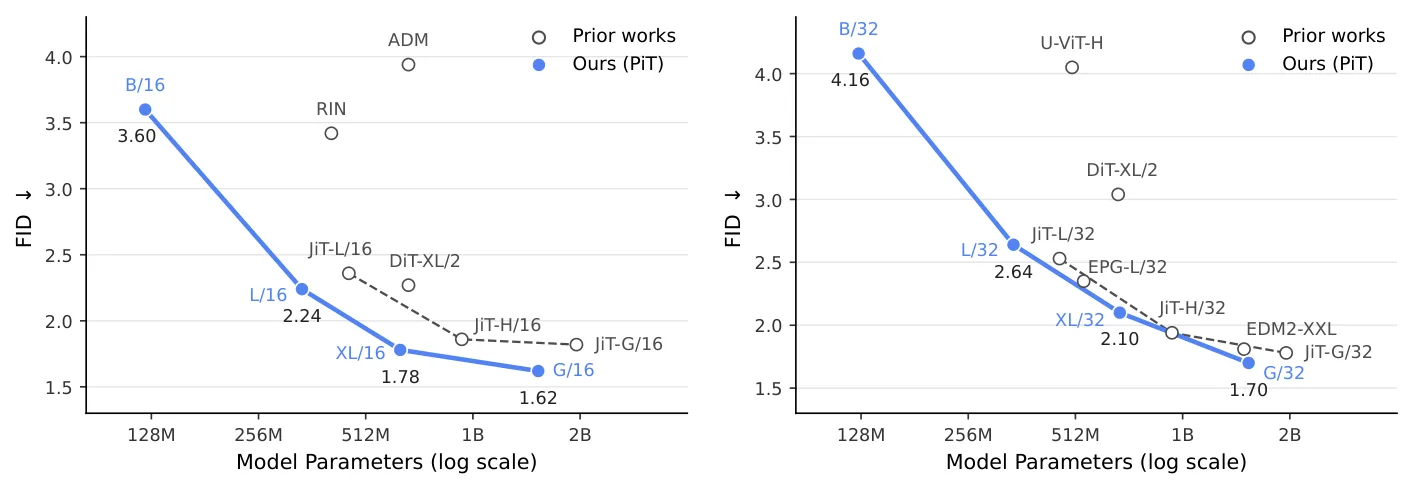 FID ↓
4.0
3.5
3.0
2.5
2.0
1.5
128M
256M
512M
1B
2B
Model Parameters (log scale)
Prior works
Ours (PiT)
ADM
RIN
B/16
3.60
JiT-L/16
DiT-XL/2
L/16
2.24
JiT-H/16
JiT-G/16
XL/16
1.78
G/16
1.62
FID ↓
4.0
3.5
3.0
2.5
2.0
1.5
128M
256M
512M
1B
2B
Model Parameters (log scale)
Prior works
Ours (PiT)
B/32
4.16
U-ViT-H
DiT-XL/2
JiT-L/32
L/32
2.64
EPG-L/32
JiT-H/32
XL/32
2.10
EDM2-XXL
JiT-G/32
G/32
1.70